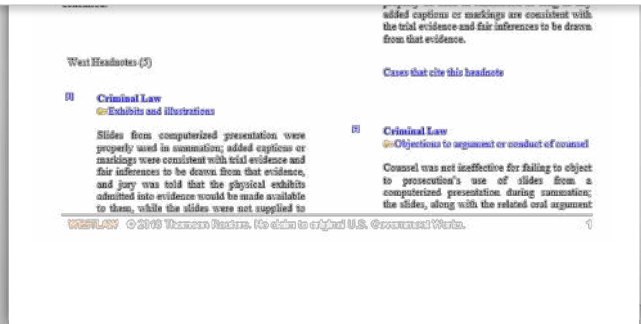 West Headnotes (5)
[1] Criminal Law
Exhibits and illustrations
Slides from computerized presentation were
properly used in summation; added captions or
markings were consistent with trial evidence and
fair inferences to be drawn from that evidence,
and jury was told that the physical exhibits
admitted into evidence would be made available
to them, while the slides were not supplied to
added captions or markings are consistent with
the trial evidence and fair inferences to be drawn
from that evidence.
Cases that cite this headnote
Criminal Law
Objections to argument or conduct of counsel
Counsel was not ineffective for failing to object
to prosecution's use of slides from a
computerized presentation during summation;
the slides, along with the related oral argument
WESTLAW © Thomson Reuters. No claim to original U.S. Government Works. 1